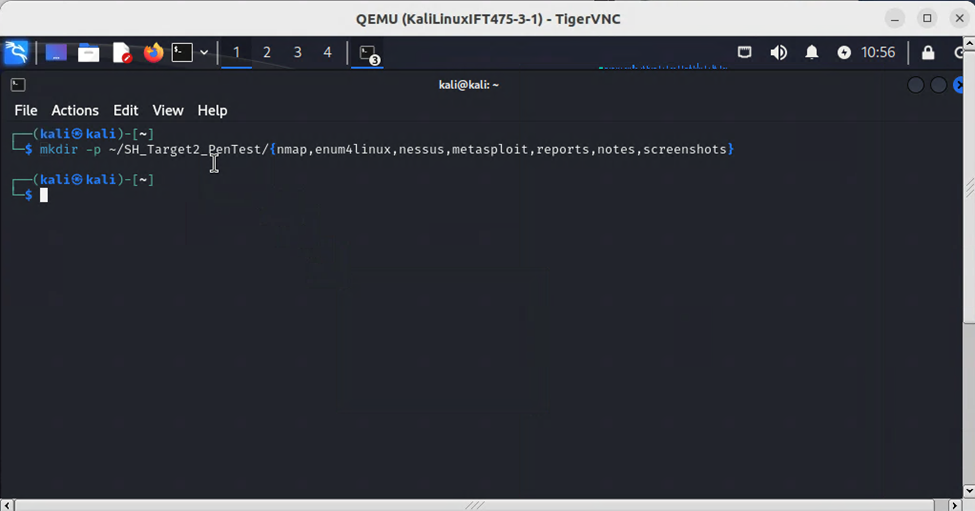 QEMU (KaliLinuxIFT475-3-1) - TigerVNC
1 2 3 4 3 10:56
kali@kali: ~
File Actions Edit View Help
┌──(kali㉿kali)-[~]
└─$ mkdir -p ~/SH_Target2_PenTest/{nmap,enum4linux,nessus,metasploit,reports,notes,screenshots}
┌──(kali㉿kali)-[~]
└─$